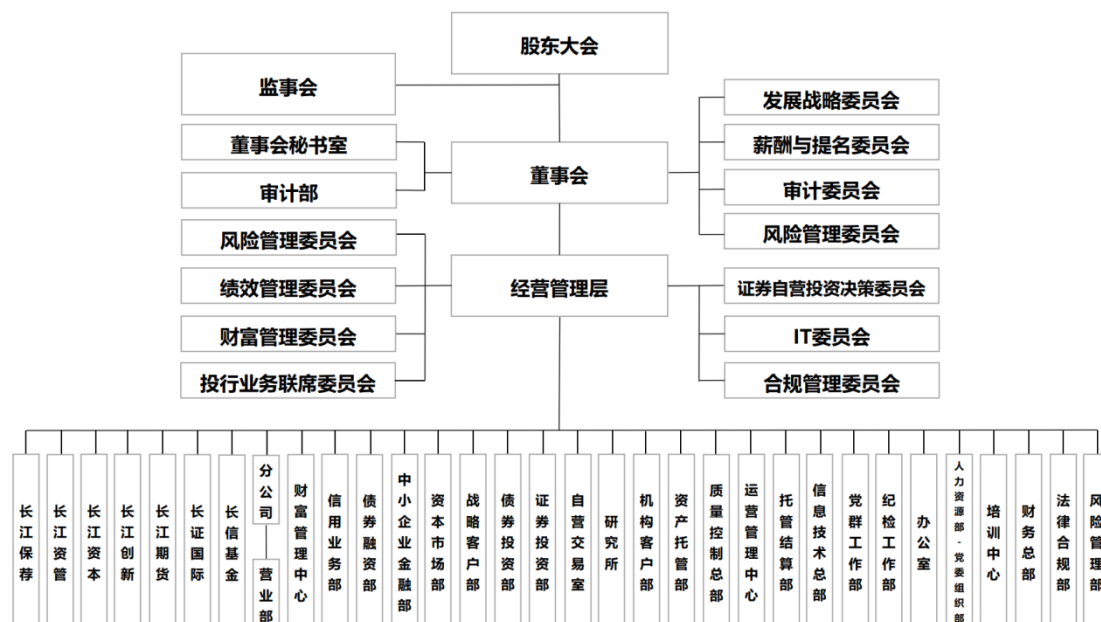 股东大会
监事会
发展战略委员会
董事会秘书室
薪酬与提名委员会
董事会
审计部
审计委员会
风险管理委员会
风险管理委员会
经营管理层
绩效管理委员会
证券自营投资决策委员会
财富管理委员会
IT委员会
投行业务联席委员会
合规管理委员会
长江保荐
长江资管
长江资本
长江创新
长江期货
长证国际
长信基金
分公司
营业部
财富管理中心
信用业务部
债券融资部
中小企业金融部
资本市场部
战略客户部
债券投资部
证券投资部
自营交易室
研究所
机构客户部
资产托管部
质量控制总部
运营管理中心
托管结算部
信息技术总部
党群工作部
纪检工作部
办公室
人力资源部-党委组织部
培训中心
财务总部
法律合规部
风险管理部